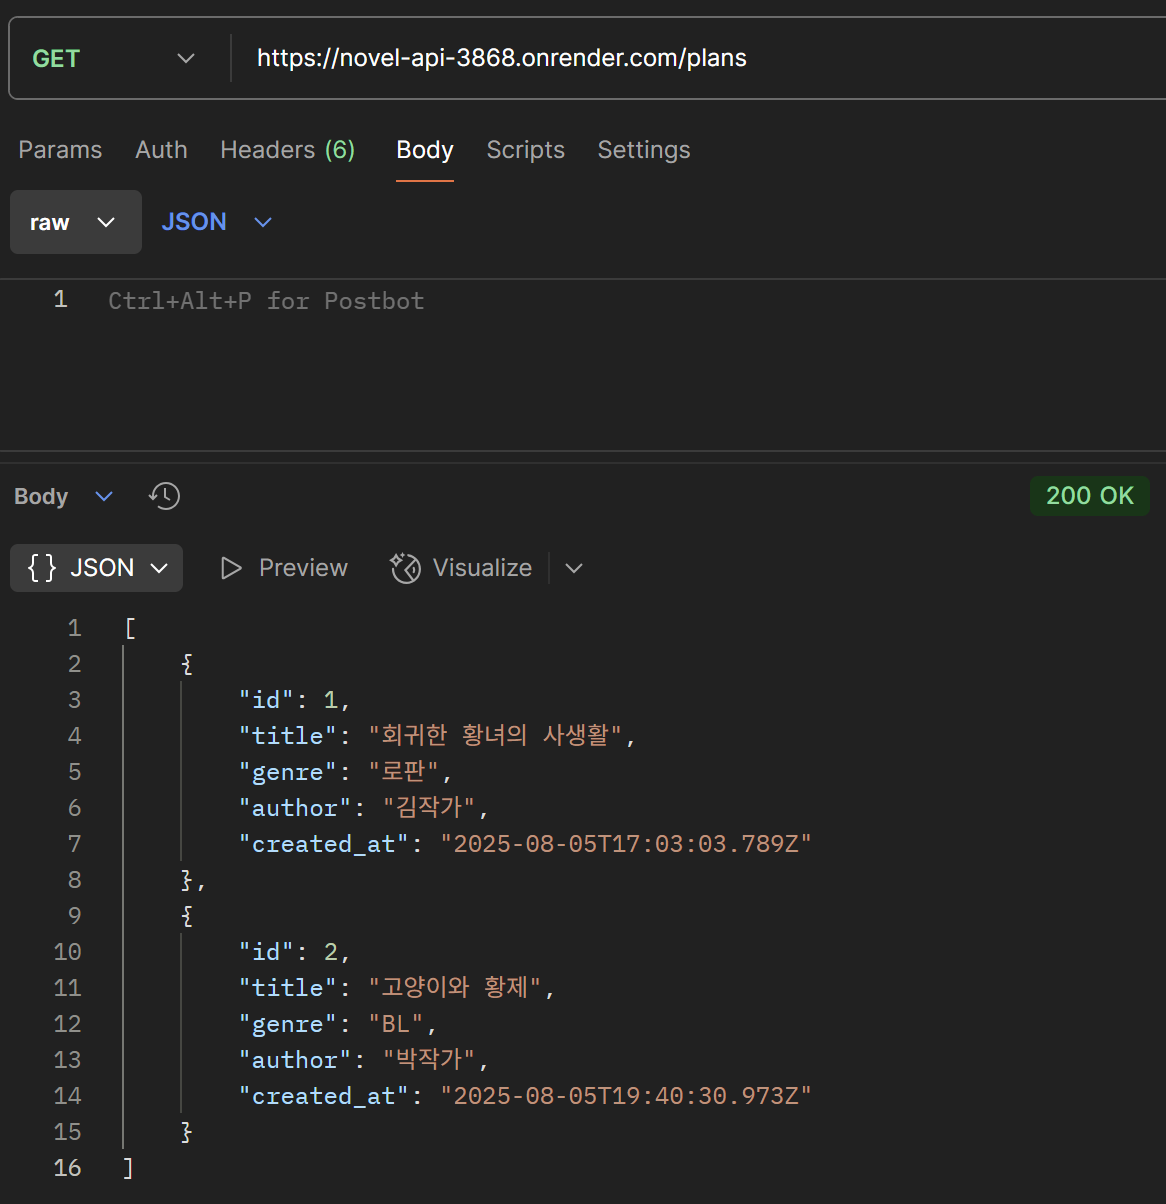 GET https://novel-api-3868.onrender.com/plans
Params Auth Headers (6) Body Scripts Settings
raw JSON
1 Ctrl+Alt+P for Postbot
Body 200 OK
{ } JSON Preview Visualize
1 [
2 {
3 "id": 1,
4 "title": "회귀한 황녀의 사생활",
5 "genre": "로판",
6 "author": "김작가",
7 "created_at": "2025-08-05T17:03:03.789Z"
8 },
9 {
10 "id": 2,
11 "title": "고양이와 황제",
12 "genre": "BL",
13 "author": "박작가",
14 "created_at": "2025-08-05T19:40:30.973Z"
15 }
16 ]